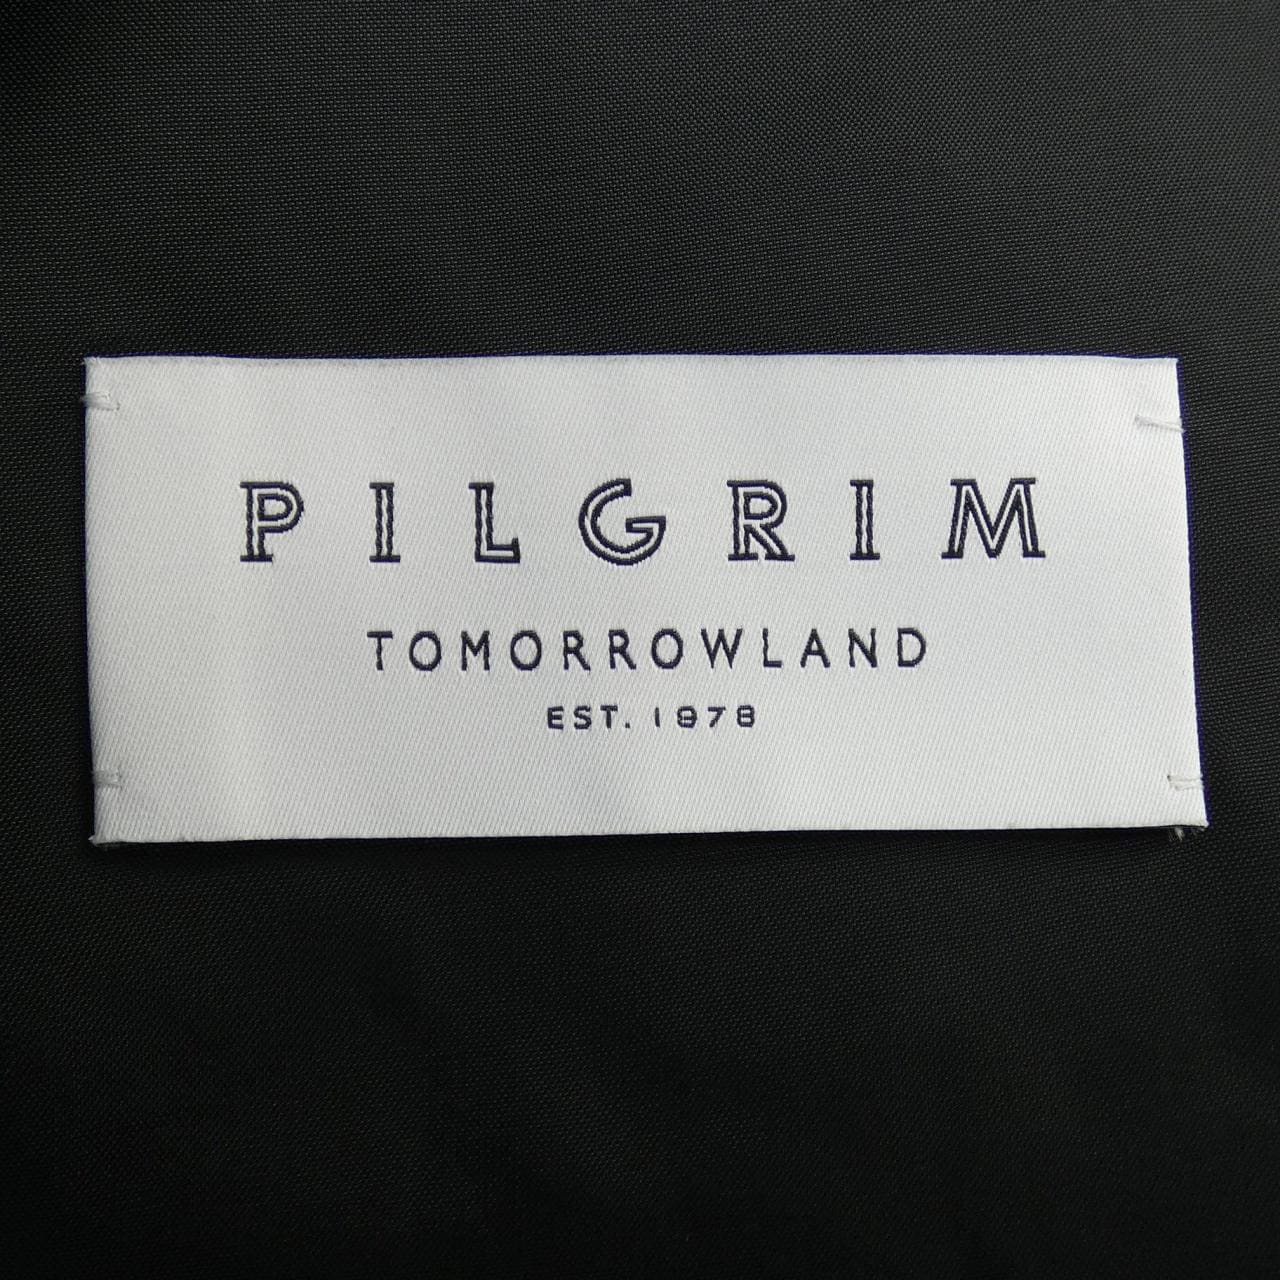 PILGRIM
TOMORROWLAND
EST. 1978